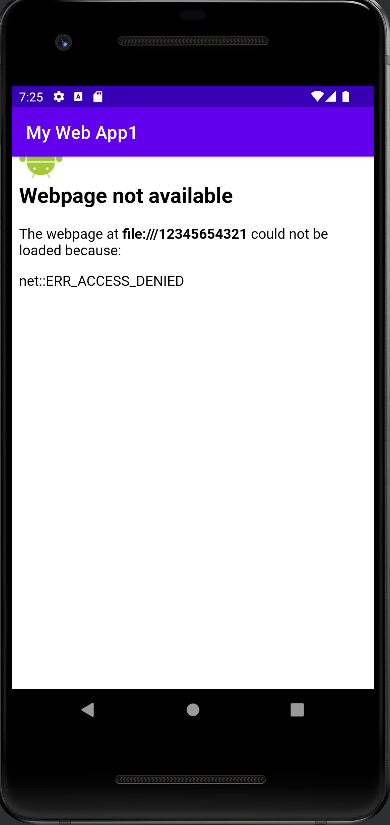 7:25
My Web App1
Webpage not available
The webpage at file:///12345654321 could not be
loaded because:
net::ERR_ACCESS_DENIED